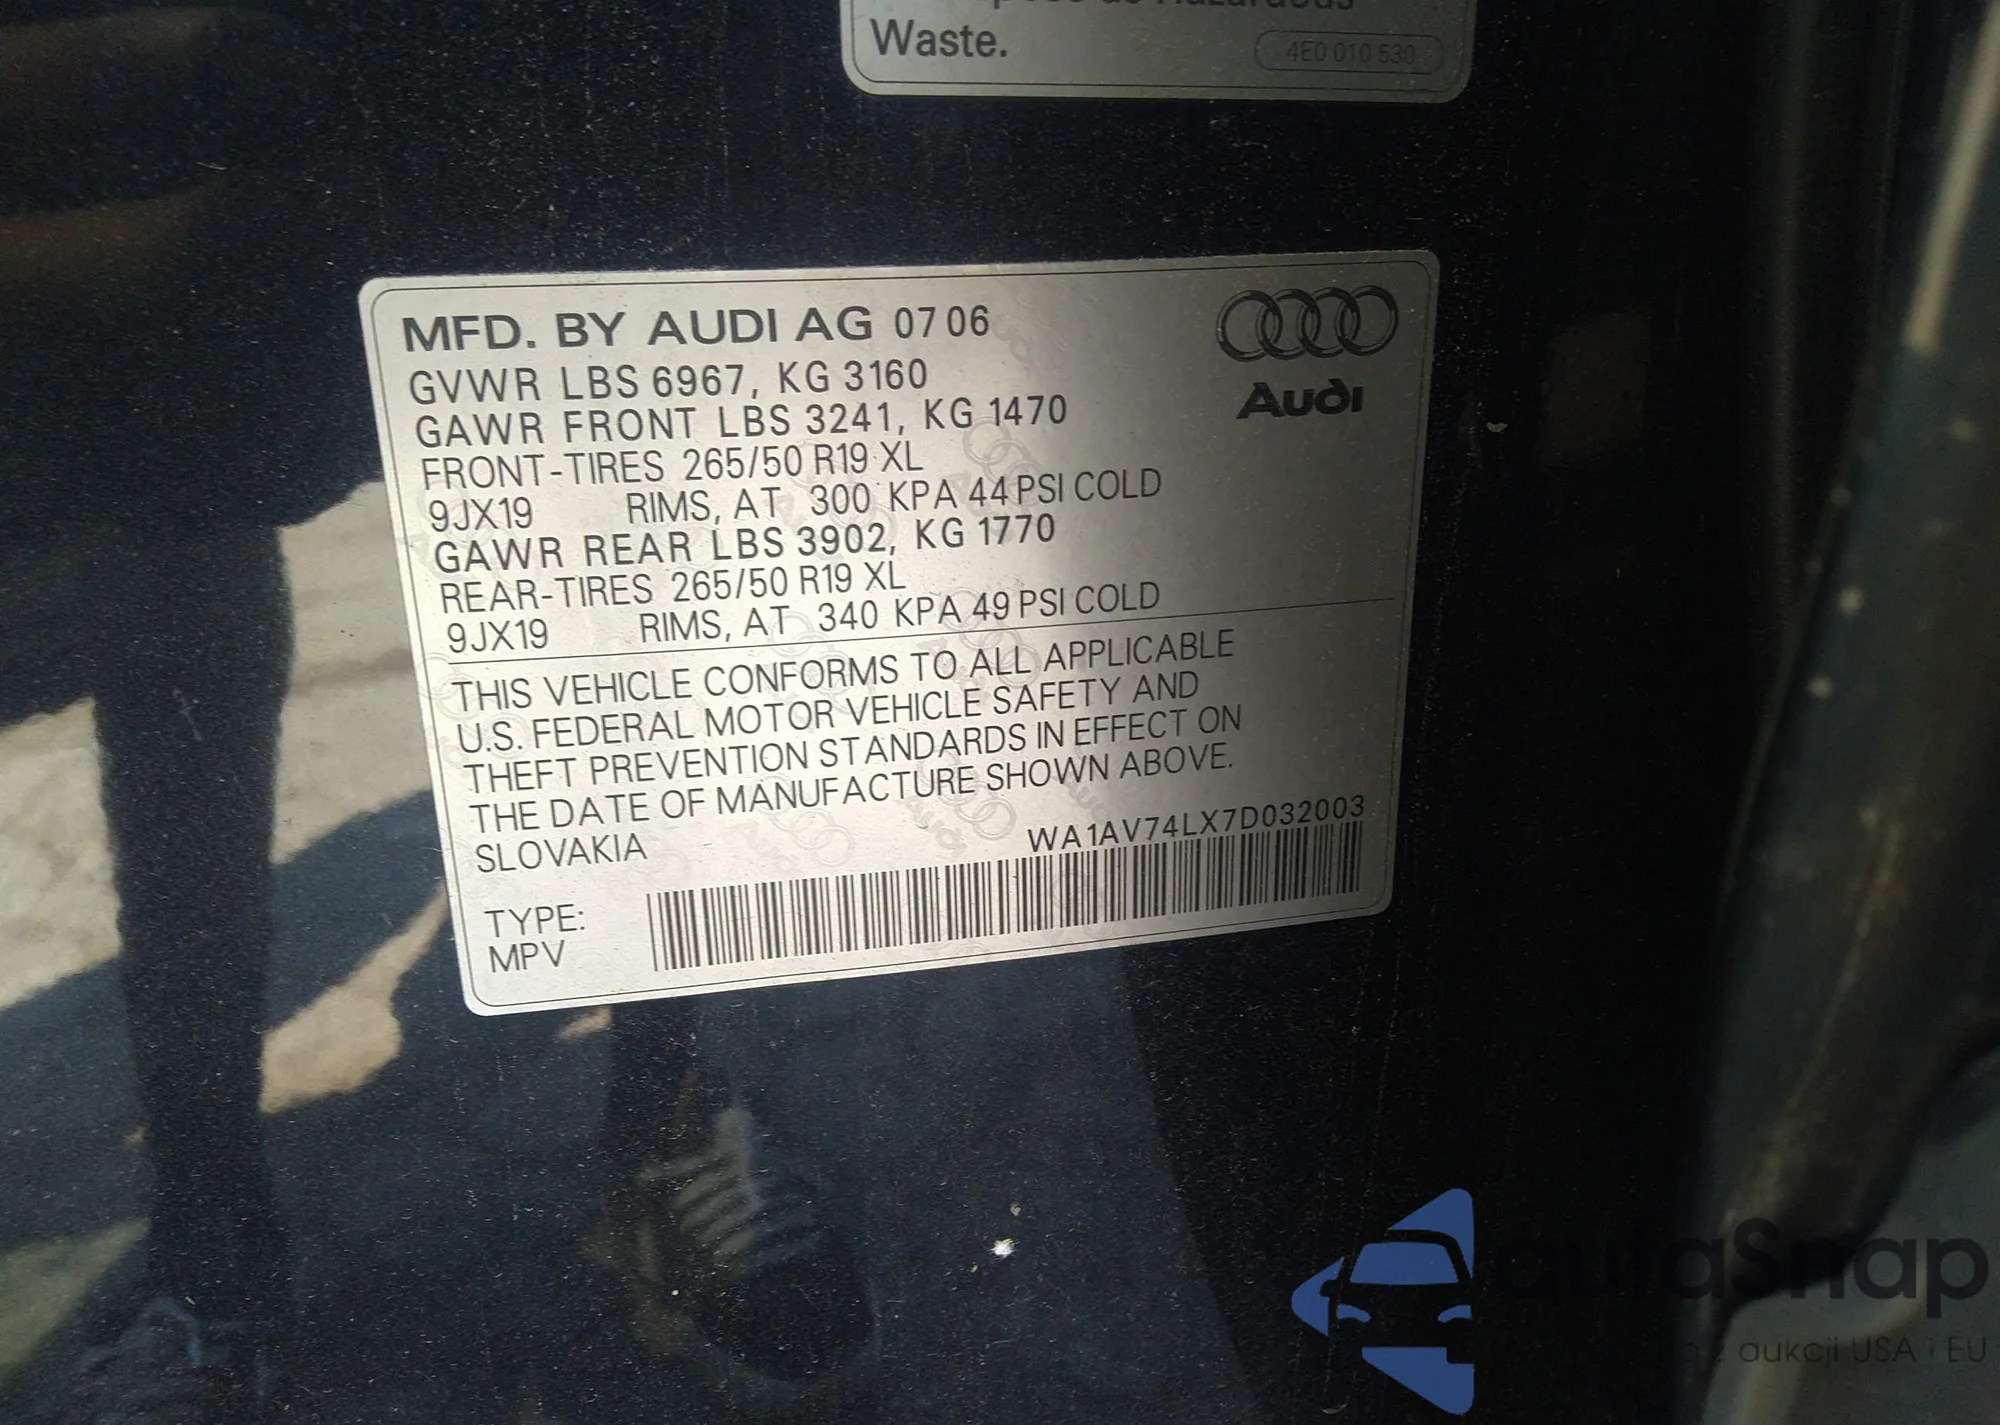 Waste.
4E0 010 530
MFD. BY AUDI AG 07 06
Audi
GVWR LBS 6967, KG 3160
GAWR FRONT LBS 3241, KG 1470
FRONT-TIRES 265/50 R19 XL
9JX19 RIMS, AT 300 KPA 44 PSI COLD
GAWR REAR LBS 3902, KG 1770
REAR-TIRES 265/50 R19 XL
9JX19 RIMS, AT 340 KPA 49 PSI COLD
THIS VEHICLE CONFORMS TO ALL APPLICABLE
U.S. FEDERAL MOTOR VEHICLE SAFETY AND
THEFT PREVENTION STANDARDS IN EFFECT ON
THE DATE OF MANUFACTURE SHOWN ABOVE.
SLOVAKIA
WA1AV74LX7D032003
TYPE:
MPV
autaSnap
z aukcji USA i EU